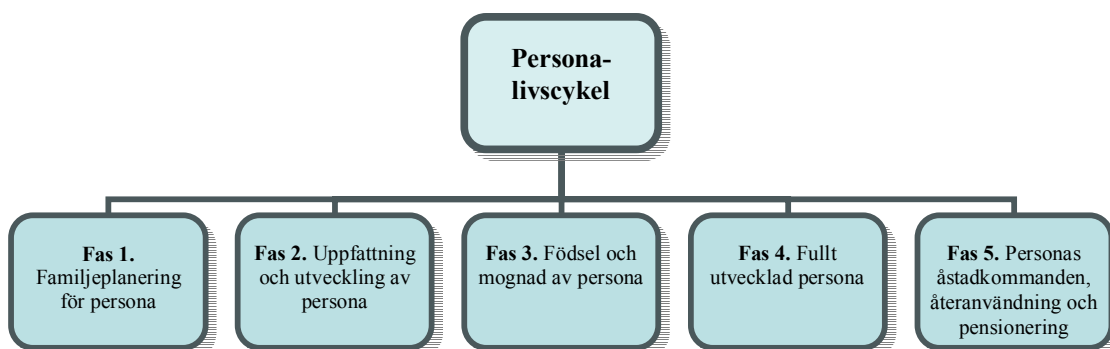 Persona-
livscykel
Fas 1.
Familjeplanering
för persona
Fas 2. Uppfattning
och utveckling av
persona
Fas 3. Födsel och
mognad av persona
Fas 4. Fullt
utvecklad persona
Fas 5. Personas
åstadkommanden,
återanvändning och
pensionering